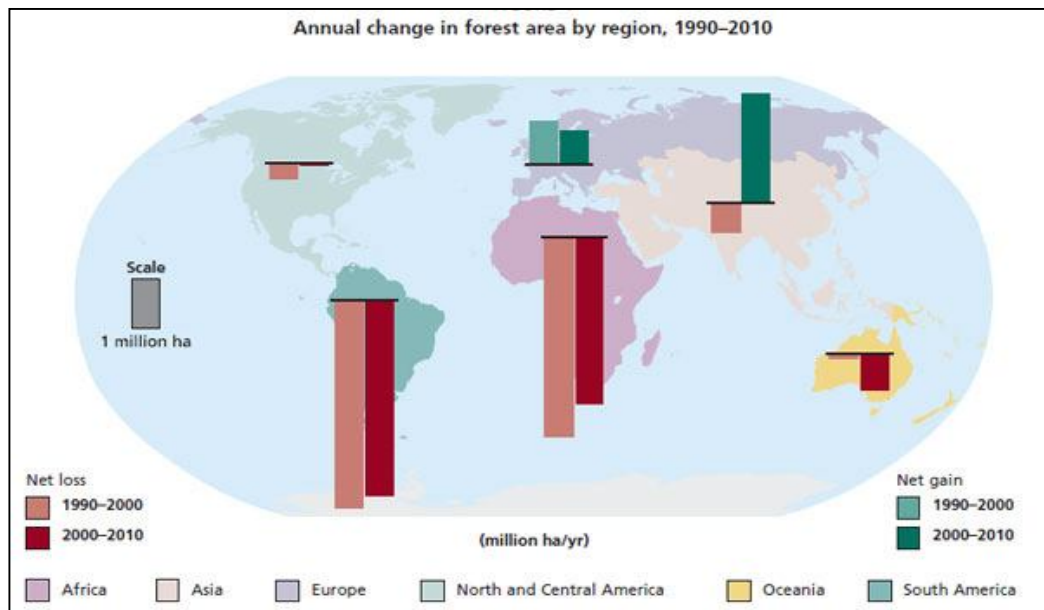 Annual change in forest area by region, 1990–2010
Scale
1 million ha
Net loss
1990–2000
2000–2010
(million ha/yr)
Net gain
1990–2000
2000–2010
Africa
Asia
Europe
North and Central America
Oceania
South America